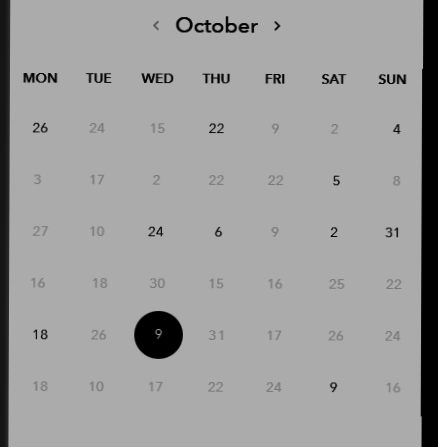 ‹ October ›
MON TUE WED THU FRI SAT SUN
26 24 15 22 9 2 4
3 17 2 22 22 5 8
27 10 24 6 9 2 31
16 18 30 15 16 25 22
18 26 9 31 17 26 24
18 10 17 22 24 9 16